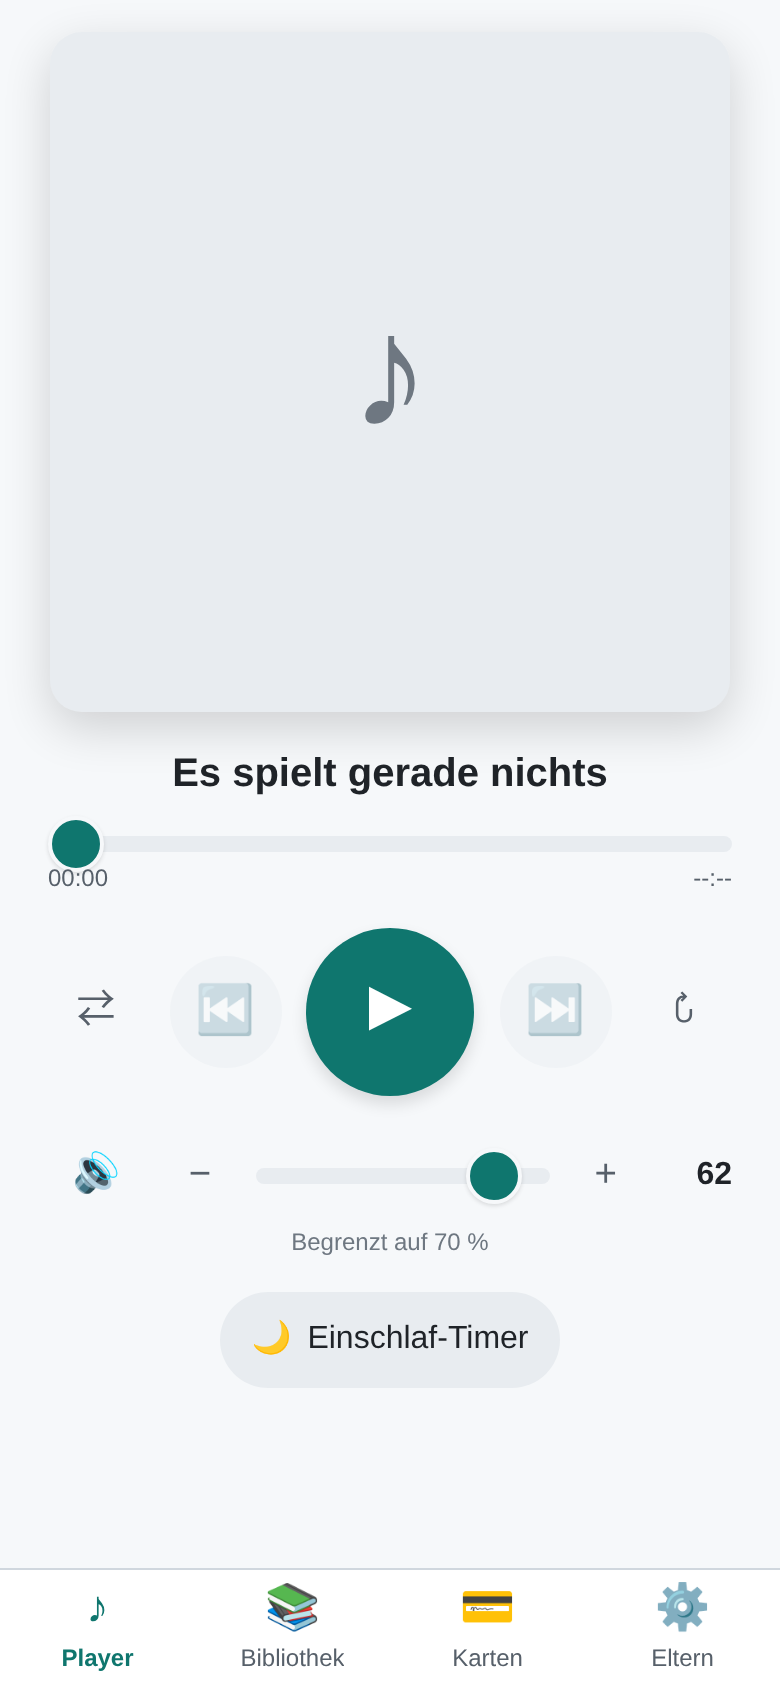 Es spielt gerade nichts
00:00 --:--
− + 62
Begrenzt auf 70 %
🌙 Einschlaf-Timer
Player Bibliothek Karten Eltern